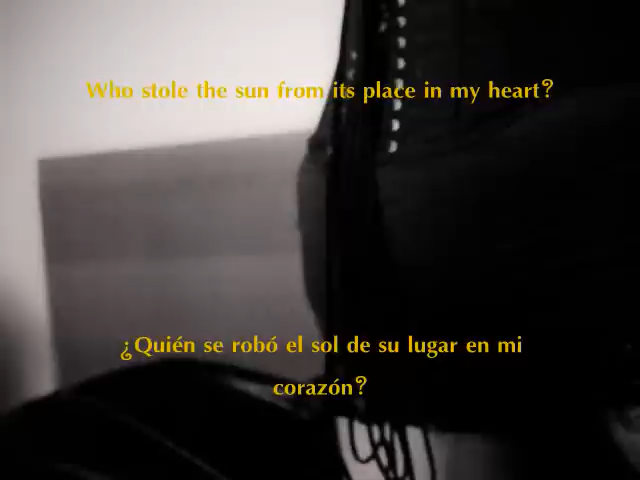 Who stole the sun from its place in my heart?
¿Quién se robó el sol de su lugar en mi
corazón?